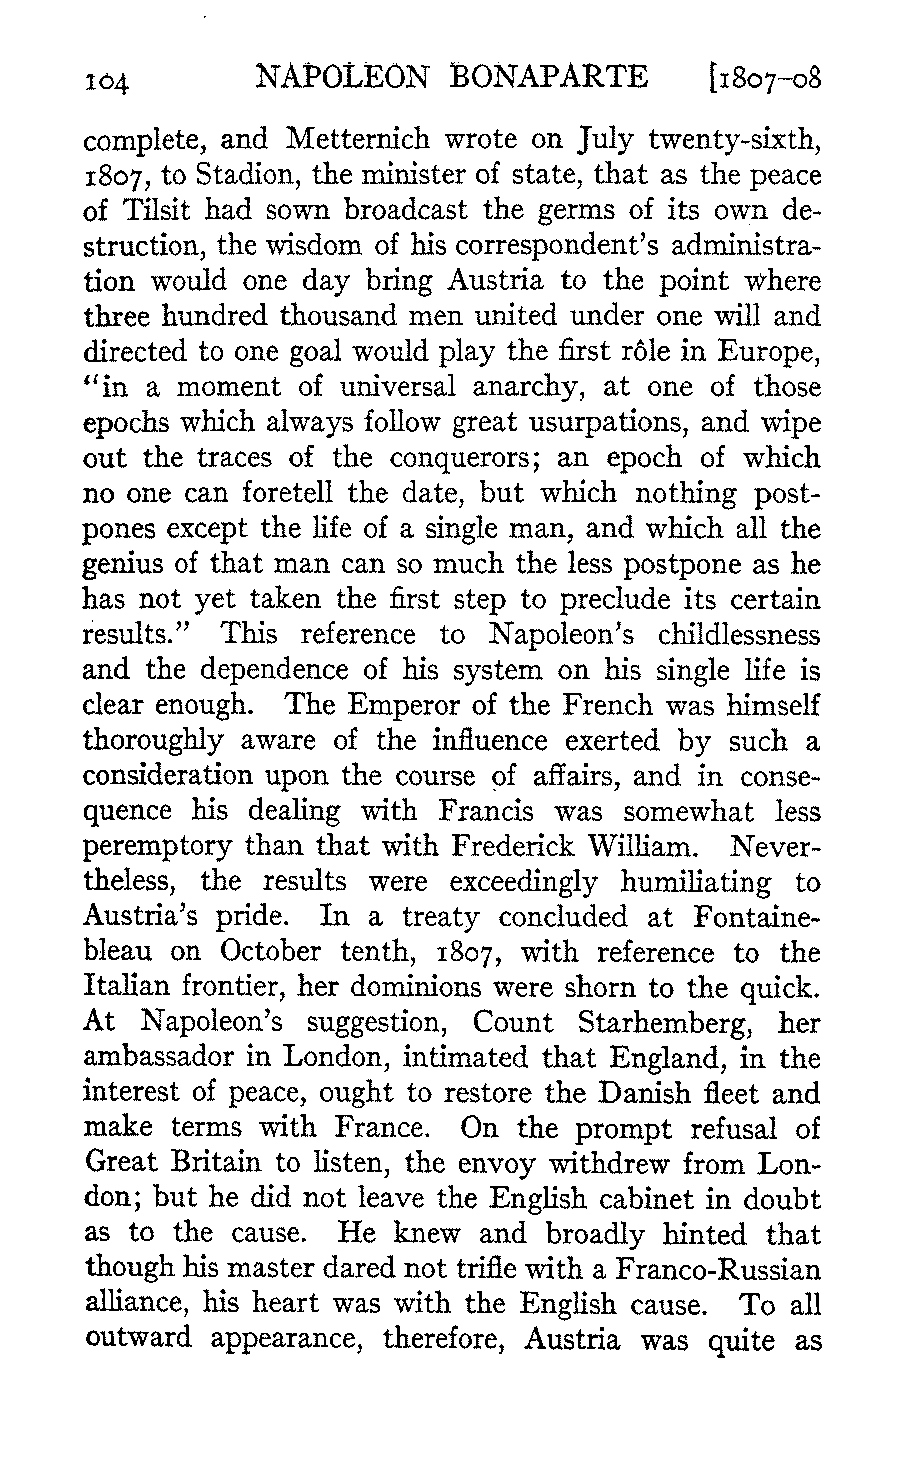 104 NAPOLEON BONAPARTE [1807–08
complete, and Metternich wrote on July twenty-sixth,
1807, to Stadion, the minister of state, that as the peace
of Tilsit had sown broadcast the germs of its own de-
struction, the wisdom of his correspondent's administra-
tion would one day bring Austria to the point where
three hundred thousand men united under one will and
directed to one goal would play the first rôle in Europe,
"in a moment of universal anarchy, at one of those
epochs which always follow great usurpations, and wipe
out the traces of the conquerors; an epoch of which
no one can foretell the date, but which nothing post-
pones except the life of a single man, and which all the
genius of that man can so much the less postpone as he
has not yet taken the first step to preclude its certain
results." This reference to Napoleon's childlessness
and the dependence of his system on his single life is
clear enough. The Emperor of the French was himself
thoroughly aware of the influence exerted by such a
consideration upon the course of affairs, and in conse-
quence his dealing with Francis was somewhat less
peremptory than that with Frederick William. Never-
theless, the results were exceedingly humiliating to
Austria's pride. In a treaty concluded at Fontaine-
bleau on October tenth, 1807, with reference to the
Italian frontier, her dominions were shorn to the quick.
At Napoleon's suggestion, Count Starhemberg, her
ambassador in London, intimated that England, in the
interest of peace, ought to restore the Danish fleet and
make terms with France. On the prompt refusal of
Great Britain to listen, the envoy withdrew from Lon-
don; but he did not leave the English cabinet in doubt
as to the cause. He knew and broadly hinted that
though his master dared not trifle with a Franco-Russian
alliance, his heart was with the English cause. To all
outward appearance, therefore, Austria was quite as